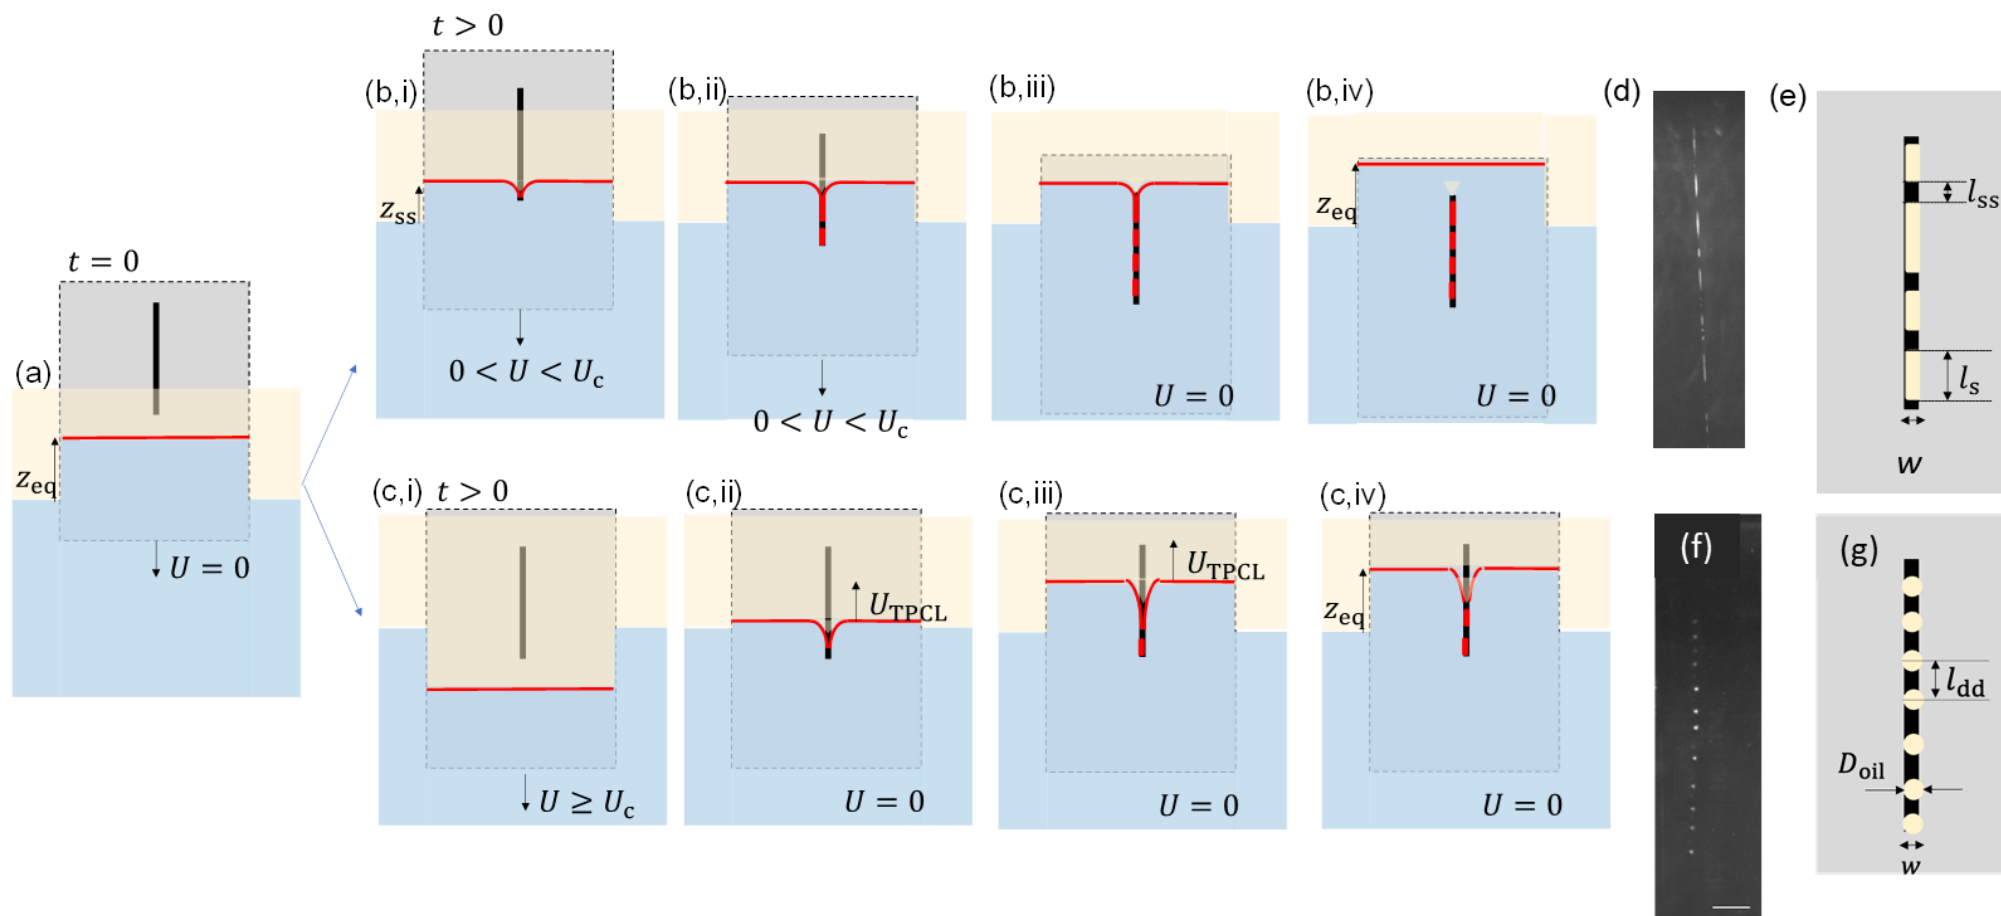 (a)
t = 0
z_eq
U = 0
t > 0
(b,i)
z_ss
0 < U < U_c
(b,ii)
0 < U < U_c
(b,iii)
U = 0
(b,iv)
z_eq
U = 0
(c,i) t > 0
U ≥ U_c
(c,ii)
U_TPCL
U = 0
(c,iii)
U_TPCL
U = 0
(c,iv)
z_eq
U = 0
(d)
(e)
l_ss
l_s
w
(f)
(g)
l_dd
D_oil
w